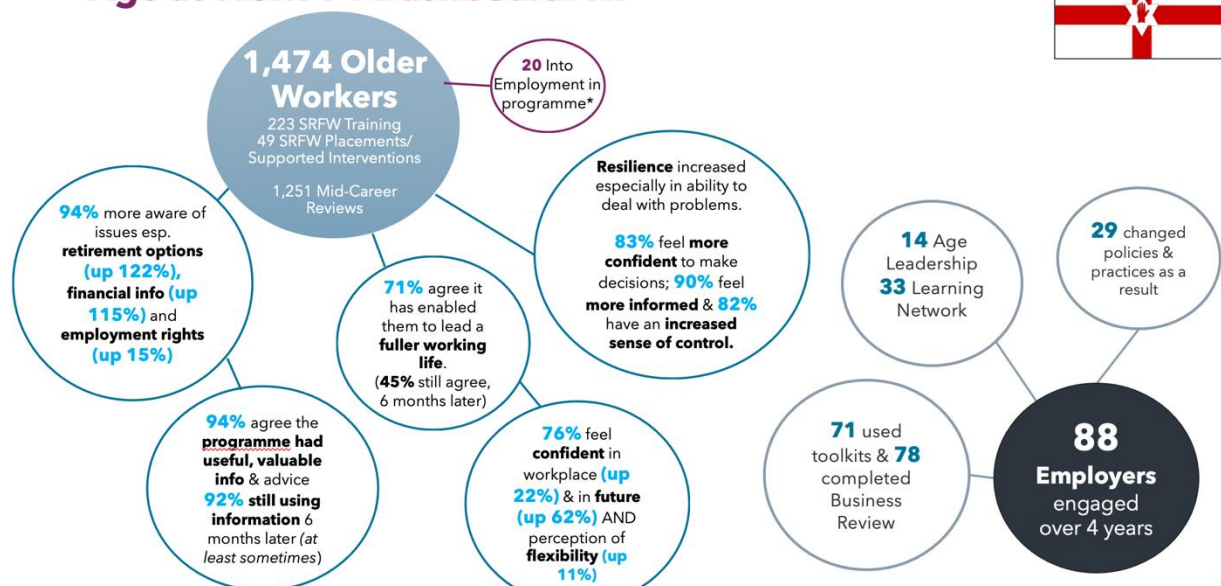 1,474 Older
Workers
223 SRFW Training
49 SRFW Placements/
Supported Interventions
1,251 Mid-Career
Reviews
20 Into
Employment in
programme*
94% more aware of
issues esp.
retirement options
(up 122%),
financial info (up
115%) and
employment rights
(up 15%)
94% agree the
programme had
useful, valuable
info & advice
92% still using
information 6
months later (at
least sometimes)
71% agree it
has enabled
them to lead a
fuller working
life.
(45% still agree,
6 months later)
76% feel
confident in
workplace (up
22%) & in future
(up 62%) AND
perception of
flexibility (up
11%)
Resilience increased
especially in ability to
deal with problems.
83% feel more
confident to make
decisions; 90% feel
more informed & 82%
have an increased
sense of control.
14 Age
Leadership
33 Learning
Network
29 changed
policies &
practices as a
result
71 used
toolkits & 78
completed
Business
Review
88
Employers
engaged
over 4 years